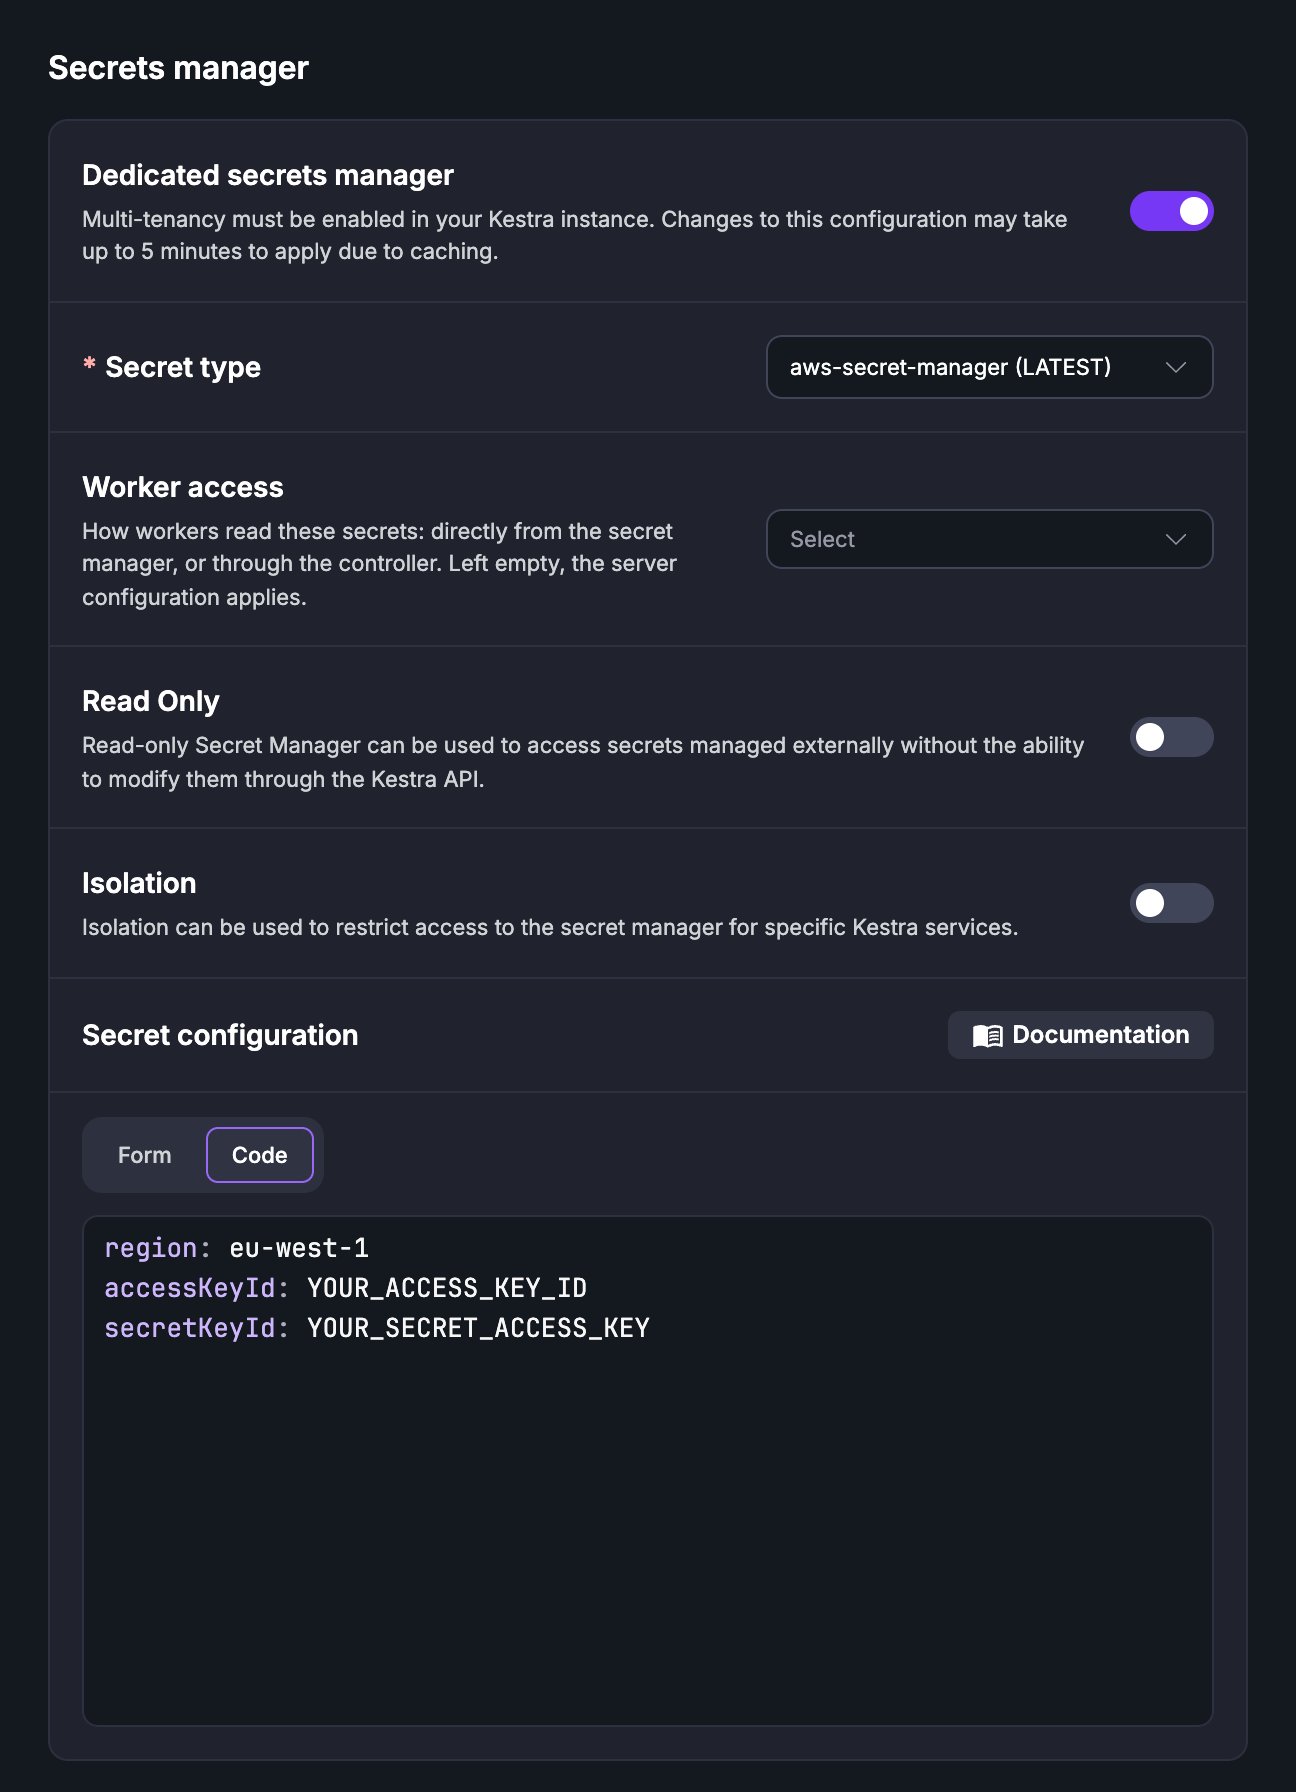 Secrets manager
Dedicated secrets manager
Multi-tenancy must be enabled in your Kestra instance. Changes to this configuration may take
up to 5 minutes to apply due to caching.
* Secret type
aws-secret-manager (LATEST)
Worker access
How workers read these secrets: directly from the secret
manager, or through the controller. Left empty, the server
configuration applies.
Select
Read Only
Read-only Secret Manager can be used to access secrets managed externally without the ability
to modify them through the Kestra API.
Isolation
Isolation can be used to restrict access to the secret manager for specific Kestra services.
Secret configuration
Documentation
Form
Code
region: eu-west-1
accessKeyId: YOUR_ACCESS_KEY_ID
secretKeyId: YOUR_SECRET_ACCESS_KEY